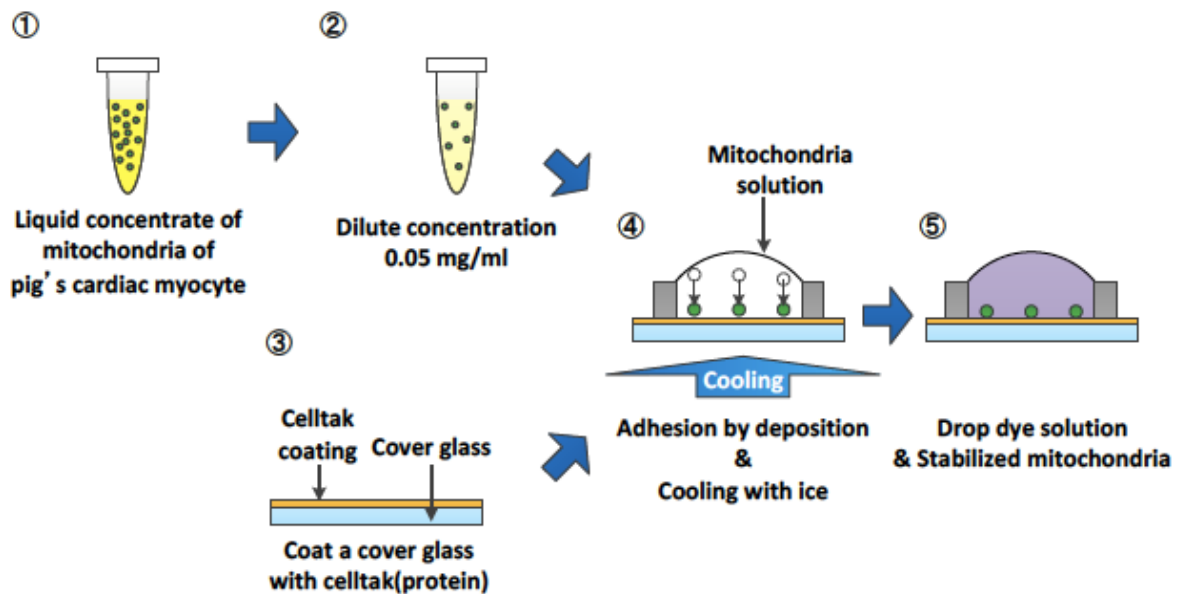 ①
Liquid concentrate of
mitochondria of
pig's cardiac myocyte
②
Dilute concentration
0.05 mg/ml
③
Celltak
coating
Cover glass
Coat a cover glass
with celltak(protein)
④
Mitochondria
solution
Cooling
Adhesion by deposition
&
Cooling with ice
⑤
Drop dye solution
& Stabilized mitochondria